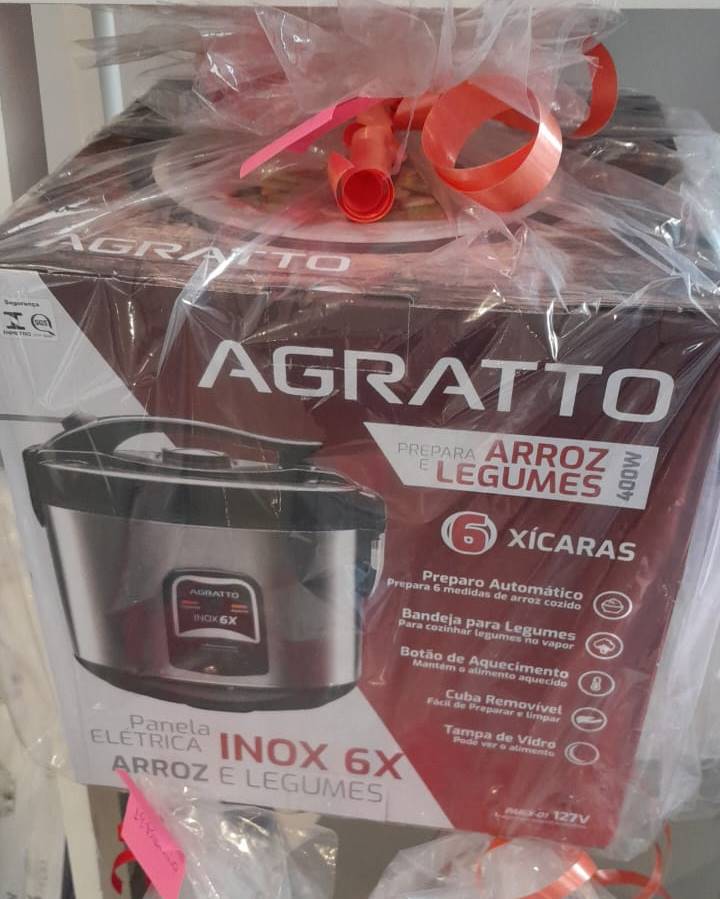 AGRATTO
Segurança
INMETRO
SGS
AGRATTO
PREPARA
E
ARROZ
LEGUMES
400W
6 XÍCARAS
Preparo Automático
Prepara 6 medidas de arroz cozido
Bandeja para Legumes
Para cozinhar legumes no vapor
Botão de Aquecimento
Mantém o alimento aquecido
Cuba Removível
Fácil de Preparar e limpar
Tampa de Vidro
Pode ver o alimento
AGRATTO
INOX 6X
Panela
ELÉTRICA INOX 6X
ARROZ E LEGUMES
127V